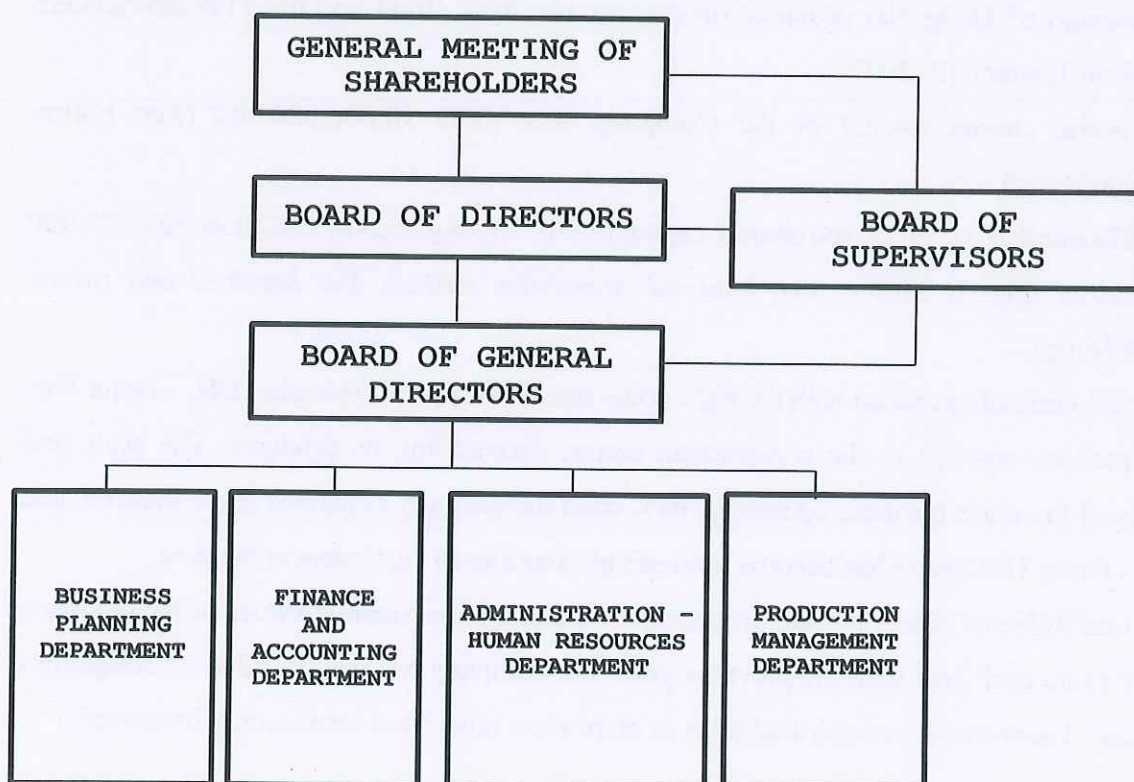 GENERAL MEETING OF
SHAREHOLDERS
BOARD OF DIRECTORS
BOARD OF
SUPERVISORS
BOARD OF GENERAL
DIRECTORS
BUSINESS
PLANNING
DEPARTMENT
FINANCE
AND
ACCOUNTING
DEPARTMENT
ADMINISTRATION –
HUMAN RESOURCES
DEPARTMENT
PRODUCTION
MANAGEMENT
DEPARTMENT